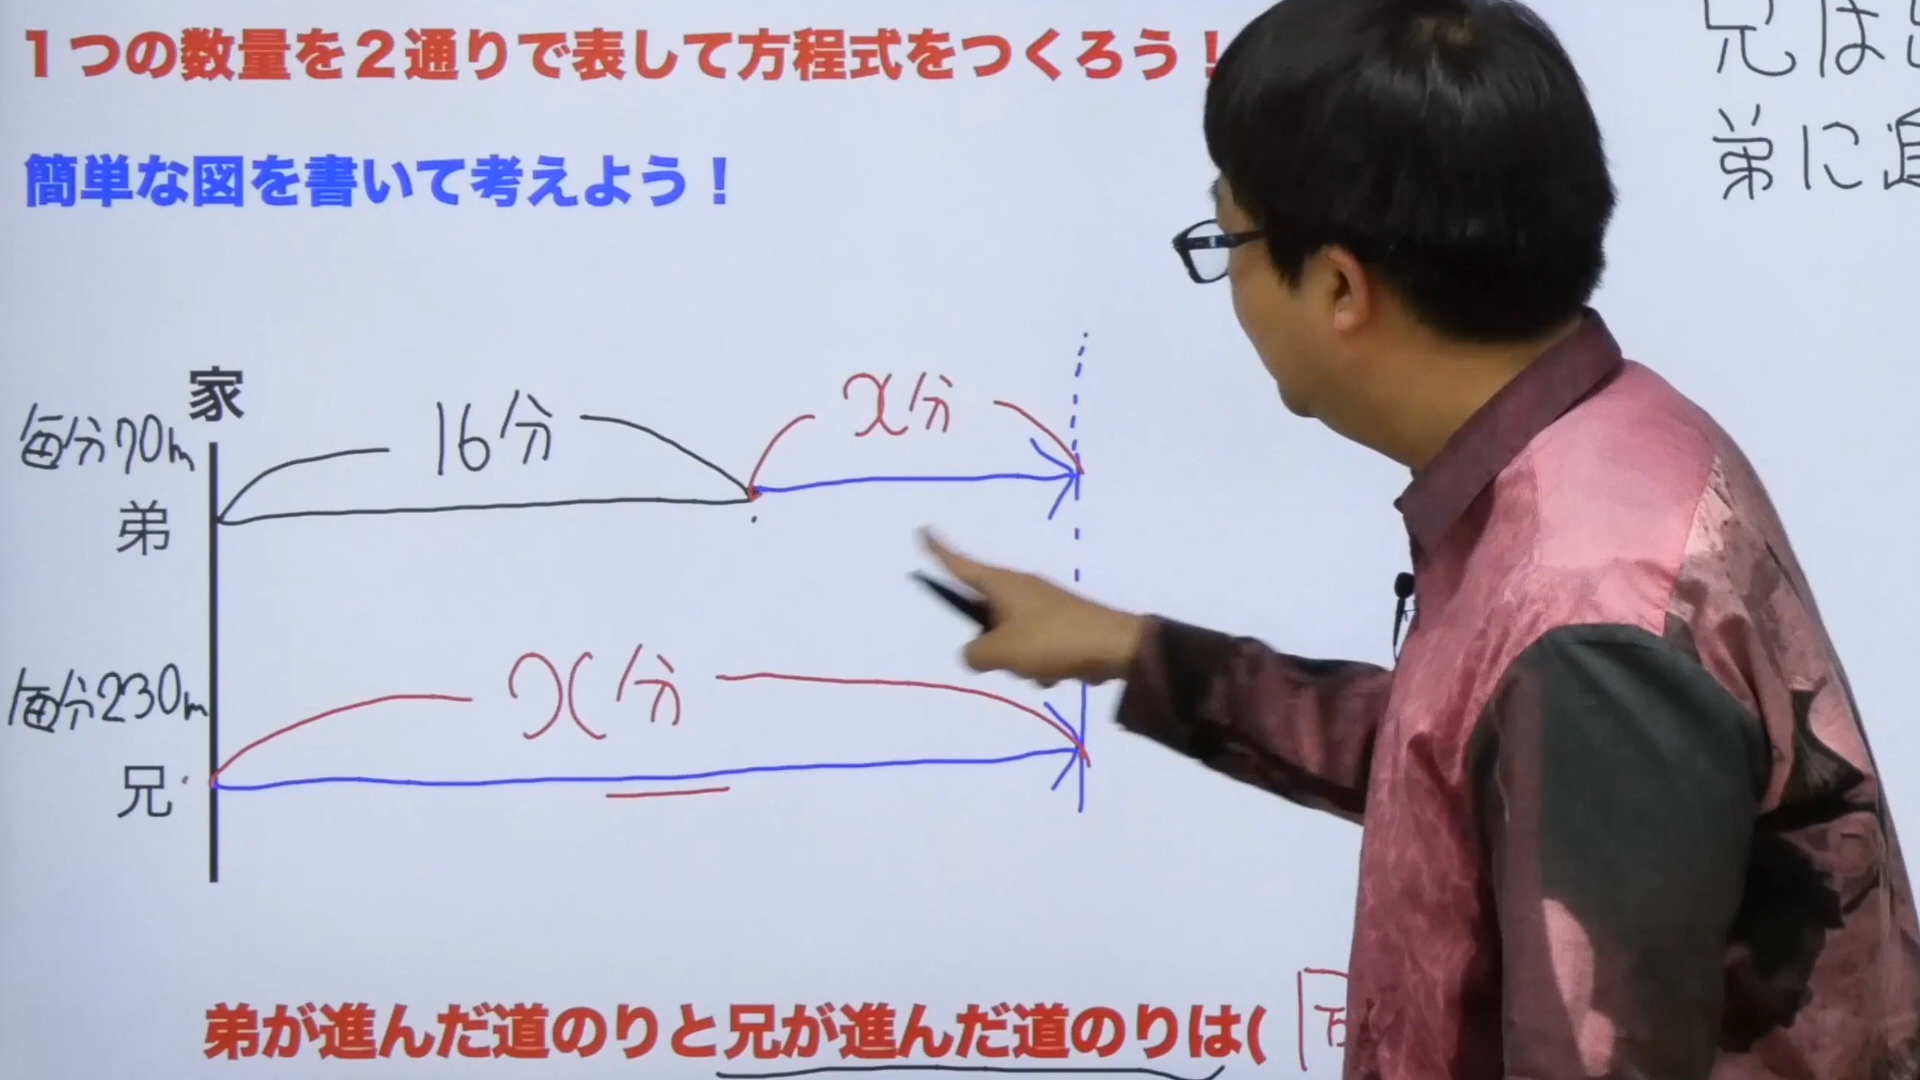 １つの数量を２通りで表して方程式をつくろう！
簡単な図を書いて考えよう！
兄は
弟に
家
毎分70m
16分
x分
弟
毎分230m
x分
兄
弟が進んだ道のりと兄が進んだ道のりは(